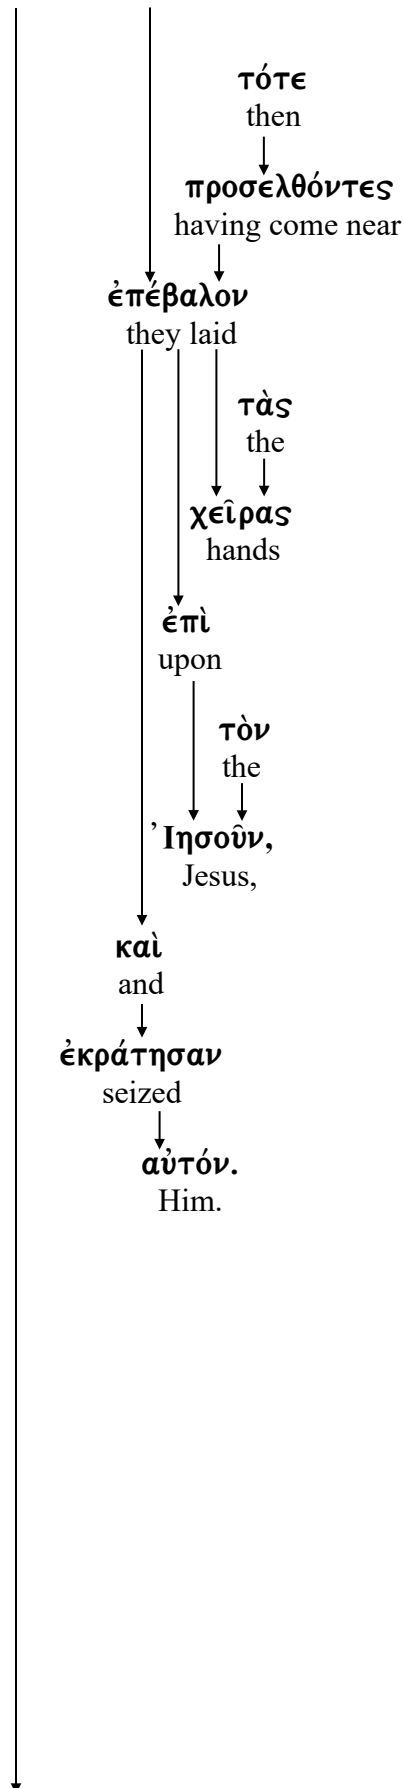 τότε
then
προσελθόντες
having come near
ἐπέβαλον
they laid
τὰς
the
χεῖρας
hands
ἐπὶ
upon
τὸν
the
᾿Ιησοῦν,
Jesus,
καὶ
and
ἐκράτησαν
seized
αὐτόν.
Him.